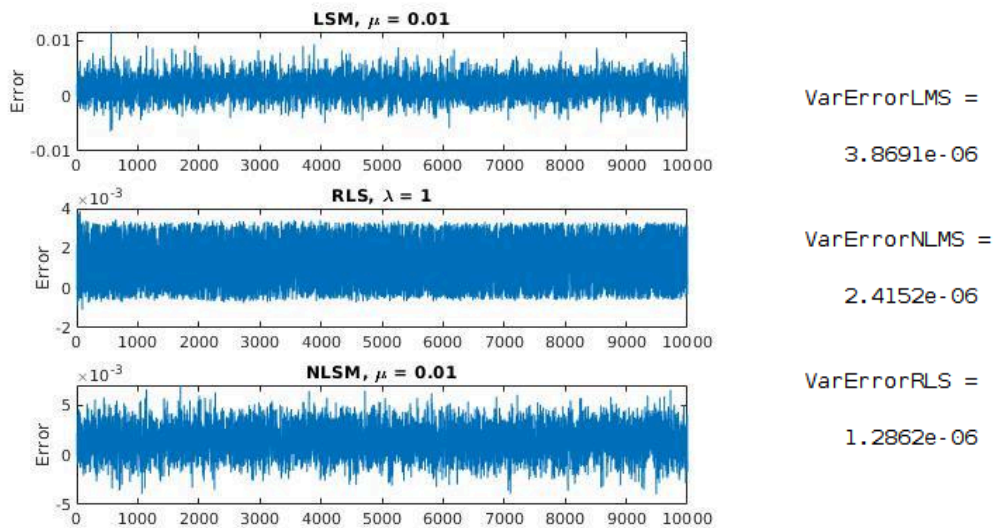 LSM, μ = 0.01
0.01
0
-0.01
Error
0 1000 2000 3000 4000 5000 6000 7000 8000 9000 10000
×10⁻³
RLS, λ = 1
4
2
0
-2
Error
0 1000 2000 3000 4000 5000 6000 7000 8000 9000 10000
×10⁻³
NLSM, μ = 0.01
5
0
-5
Error
0 1000 2000 3000 4000 5000 6000 7000 8000 9000 10000
VarErrorLMS =
3.8691e-06
VarErrorNLMS =
2.4152e-06
VarErrorRLS =
1.2862e-06